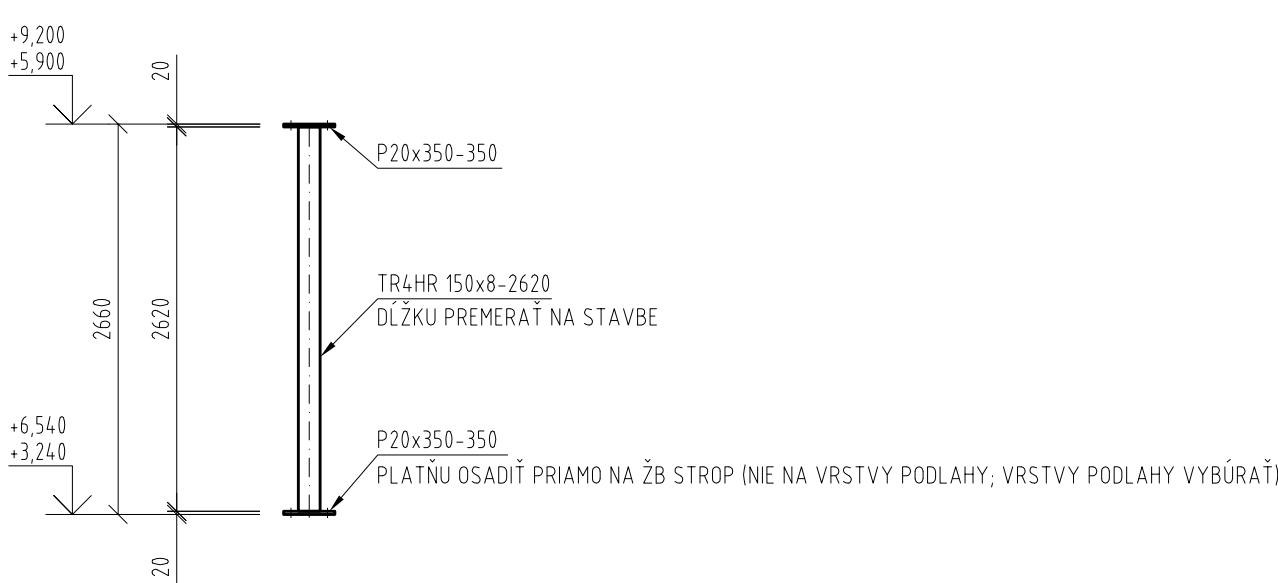 +9,200
+5,900
20
P20x350-350
TR4HR 150x8-2620
DĹŽKU PREMERAŤ NA STAVBE
2660
2620
+6,540
+3,240
P20x350-350
PLATŇU OSADIŤ PRIAMO NA ŽB STROP (NIE NA VRSTVY PODLAHY; VRSTVY PODLAHY VYBÚRAŤ)
20